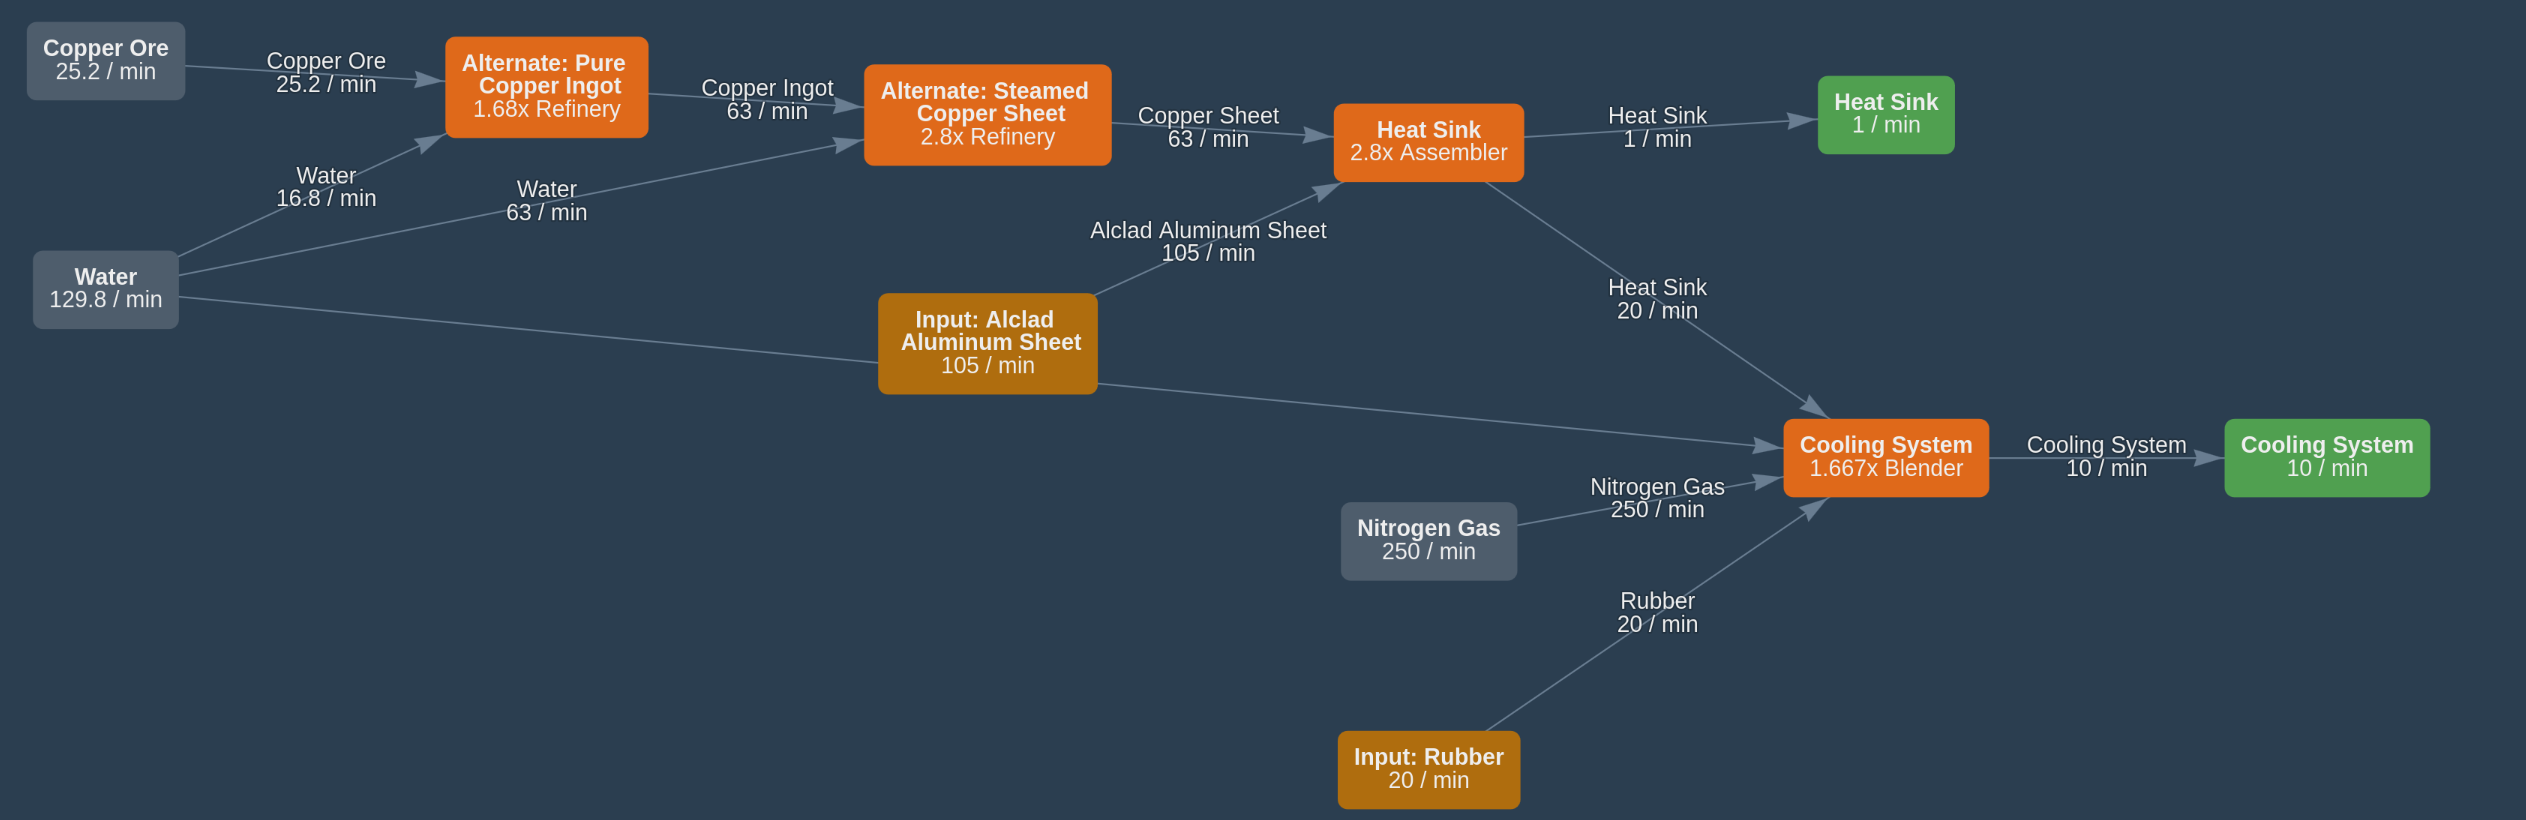 Copper Ore
25.2 / min
Copper Ore
25.2 / min
Alternate: Pure
Copper Ingot
1.68x Refinery
Copper Ingot
63 / min
Alternate: Steamed
Copper Sheet
2.8x Refinery
Copper Sheet
63 / min
Heat Sink
2.8x Assembler
Heat Sink
1 / min
Heat Sink
1 / min
Water
16.8 / min
Water
63 / min
Alclad Aluminum Sheet
105 / min
Water
129.8 / min
Input: Alclad
Aluminum Sheet
105 / min
Heat Sink
20 / min
Cooling System
1.667x Blender
Cooling System
10 / min
Cooling System
10 / min
Nitrogen Gas
250 / min
Nitrogen Gas
250 / min
Rubber
20 / min
Input: Rubber
20 / min